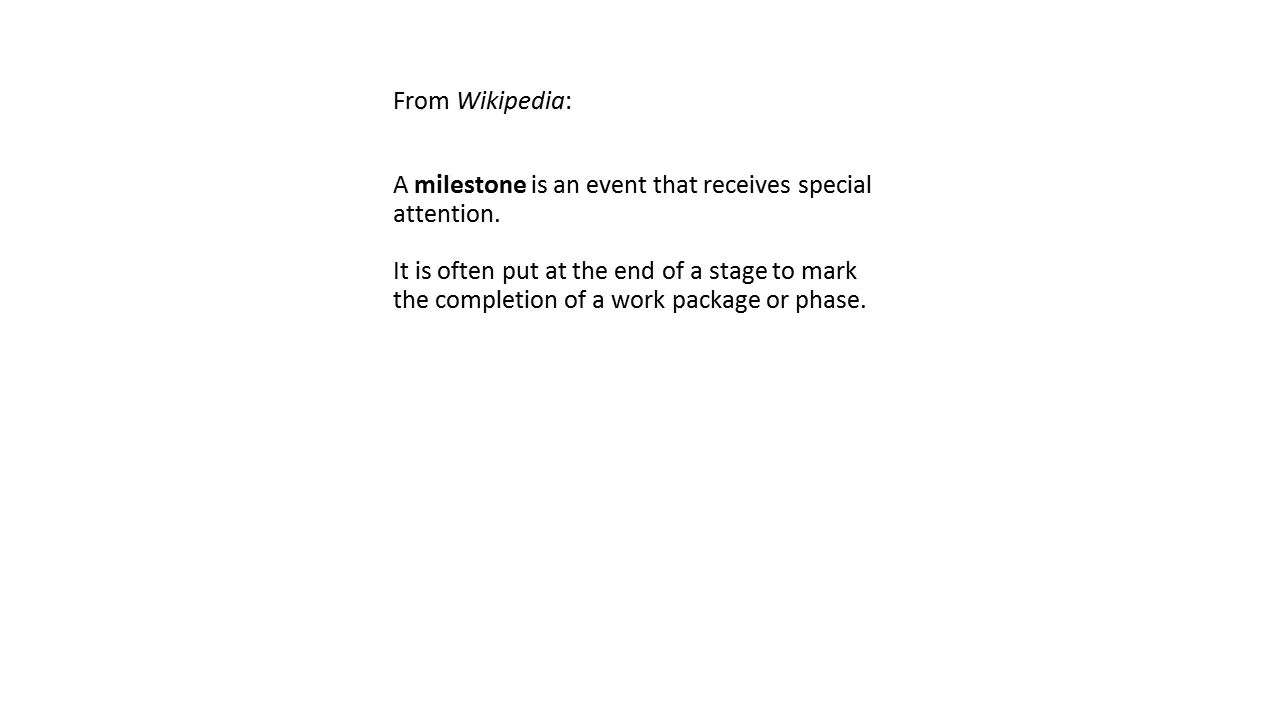 From Wikipedia:
A milestone is an event that receives special
attention.
It is often put at the end of a stage to mark
the completion of a work package or phase.